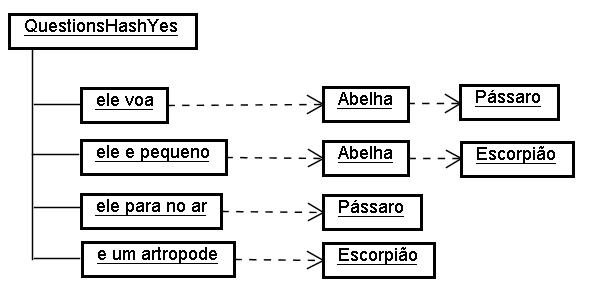 QuestionsHashYes
ele voa Abelha Pássaro
ele e pequeno Abelha Escorpião
ele para no ar Pássaro
e um artropode Escorpião